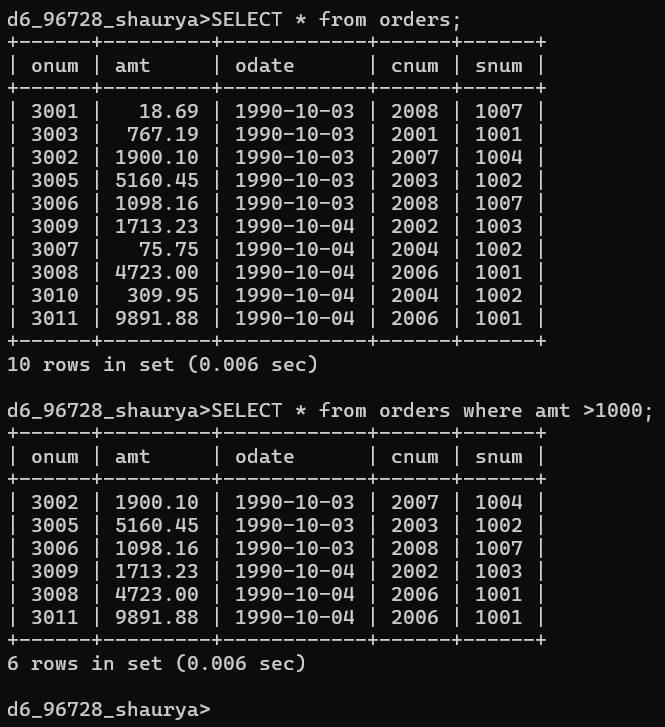 d6_96728_shaurya>SELECT * from orders;
+------+---------+------------+------+------+
| onum | amt     | odate      | cnum | snum |
+------+---------+------------+------+------+
| 3001 |   18.69 | 1990-10-03 | 2008 | 1007 |
| 3003 |  767.19 | 1990-10-03 | 2001 | 1001 |
| 3002 | 1900.10 | 1990-10-03 | 2007 | 1004 |
| 3005 | 5160.45 | 1990-10-03 | 2003 | 1002 |
| 3006 | 1098.16 | 1990-10-03 | 2008 | 1007 |
| 3009 | 1713.23 | 1990-10-04 | 2002 | 1003 |
| 3007 |   75.75 | 1990-10-04 | 2004 | 1002 |
| 3008 | 4723.00 | 1990-10-04 | 2006 | 1001 |
| 3010 |  309.95 | 1990-10-04 | 2004 | 1002 |
| 3011 | 9891.88 | 1990-10-04 | 2006 | 1001 |
+------+---------+------------+------+------+
10 rows in set (0.006 sec)

d6_96728_shaurya>SELECT * from orders where amt >1000;
+------+---------+------------+------+------+
| onum | amt     | odate      | cnum | snum |
+------+---------+------------+------+------+
| 3002 | 1900.10 | 1990-10-03 | 2007 | 1004 |
| 3005 | 5160.45 | 1990-10-03 | 2003 | 1002 |
| 3006 | 1098.16 | 1990-10-03 | 2008 | 1007 |
| 3009 | 1713.23 | 1990-10-04 | 2002 | 1003 |
| 3008 | 4723.00 | 1990-10-04 | 2006 | 1001 |
| 3011 | 9891.88 | 1990-10-04 | 2006 | 1001 |
+------+---------+------------+------+------+
6 rows in set (0.006 sec)

d6_96728_shaurya>